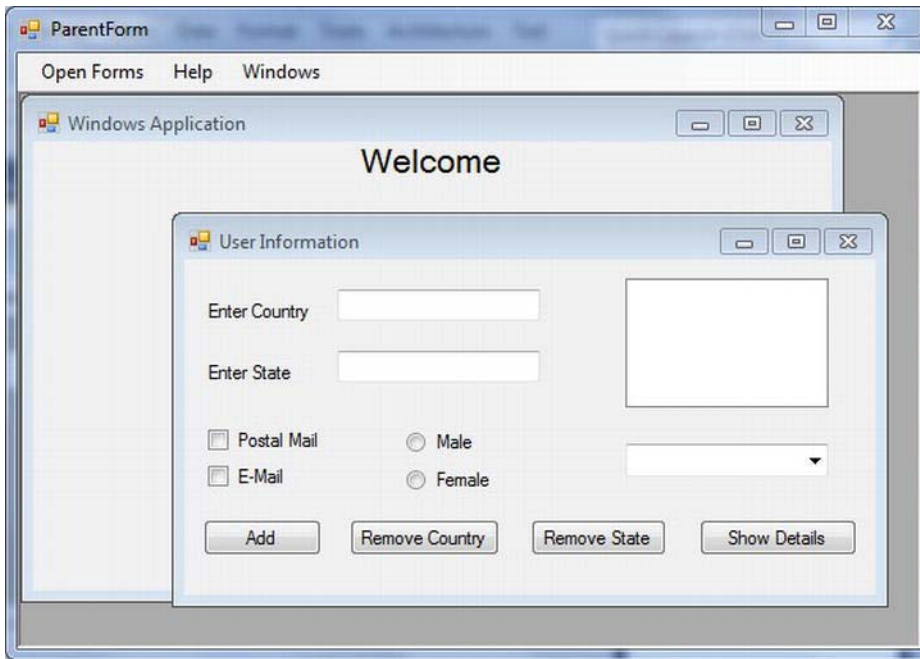 ParentForm
Open Forms Help Windows
Windows Application
Welcome
User Information
Enter Country
Enter State
Postal Mail Male
E-Mail Female
Add Remove Country Remove State Show Details